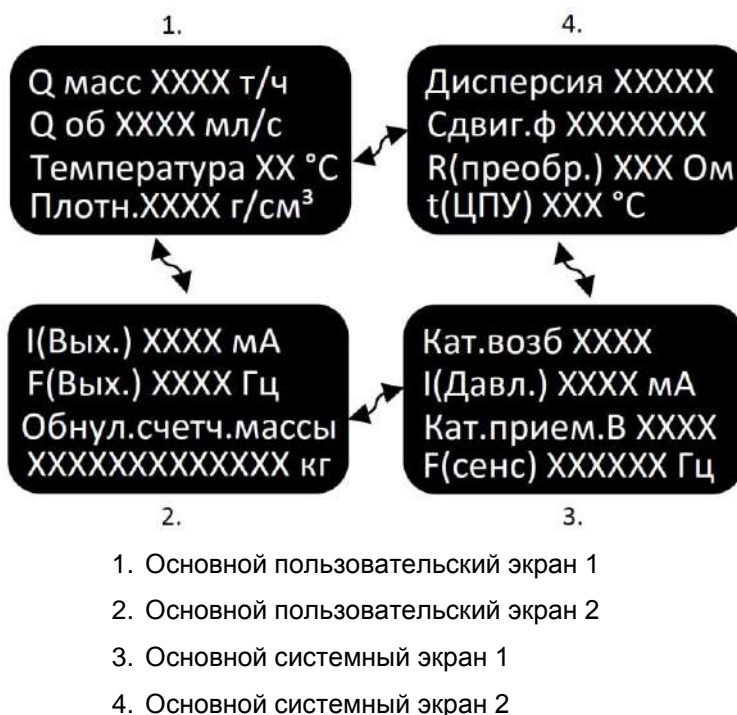 1.
Q масс XXXX т/ч
Q об XXXX мл/с
Температура XX °C
Плотн.XXXX г/см³
4.
Дисперсия XXXXX
Сдвиг.ф XXXXXXX
R(преобр.) XXX Ом
t(ЦПУ) XXX °C
I(Вых.) XXXX мА
F(Вых.) XXXX Гц
Обнул.счетч.массы
XXXXXXXXXXXXX кг
2.
Кат.возб XXXX
I(Давл.) XXXX мА
Кат.прием.В XXXX
F(сенс) XXXXXX Гц
3.
1. Основной пользовательский экран 1
2. Основной пользовательский экран 2
3. Основной системный экран 1
4. Основной системный экран 2